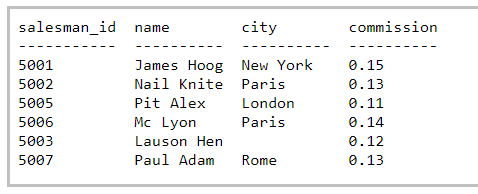 salesman_id  name        city        commission
-----------  ----------  ----------  ----------
5001         James Hoog  New York    0.15
5002         Nail Knite  Paris       0.13
5005         Pit Alex    London      0.11
5006         Mc Lyon     Paris       0.14
5003         Lauson Hen              0.12
5007         Paul Adam   Rome        0.13